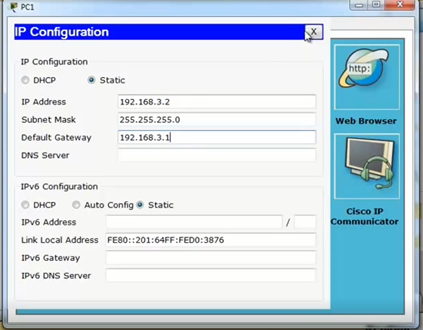 PC1
IP Configuration
X
IP Configuration
DHCP
Static
IP Address
192.168.3.2
Subnet Mask
255.255.255.0
Default Gateway
192.168.3.1
DNS Server
IPv6 Configuration
DHCP
Auto Config
Static
IPv6 Address
/
Link Local Address
FE80::201:64FF:FED0:3876
IPv6 Gateway
IPv6 DNS Server
http:
Web Browser
Cisco IP
Communicator